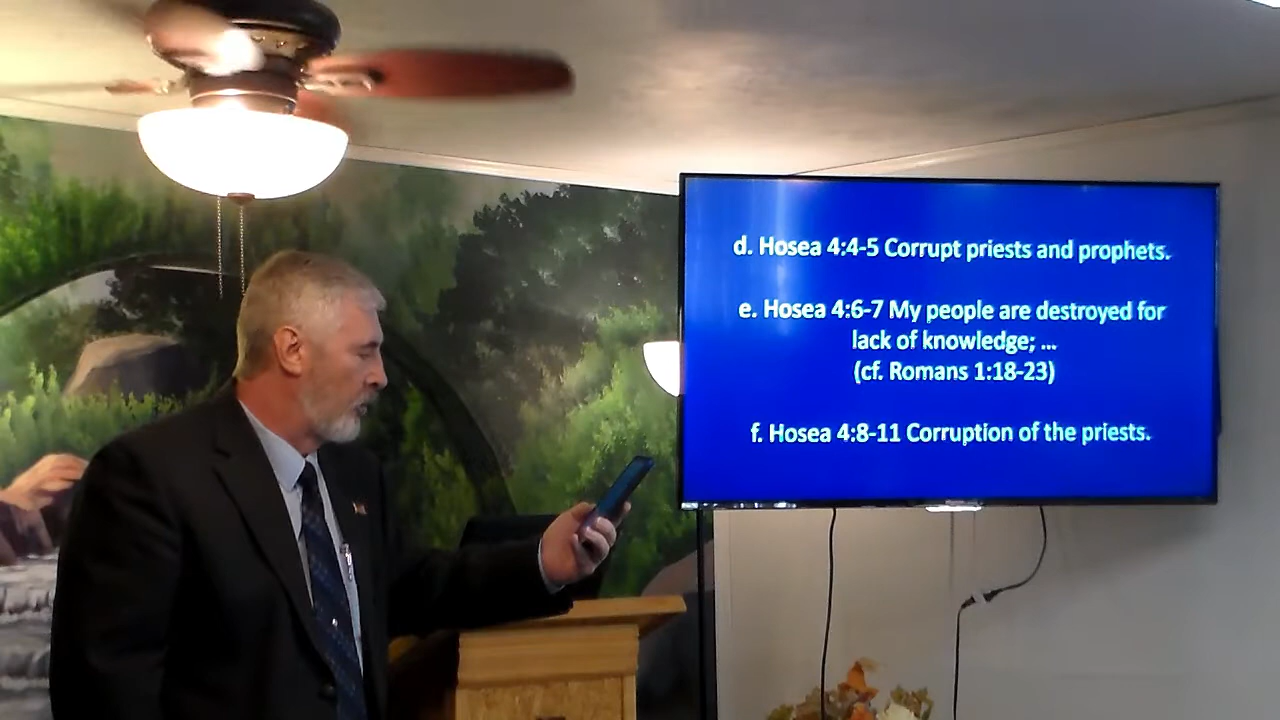 d. Hosea 4:4-5 Corrupt priests and prophets.
e. Hosea 4:6-7 My people are destroyed for
lack of knowledge; ...
(cf. Romans 1:18-23)
f. Hosea 4:8-11 Corruption of the priests.